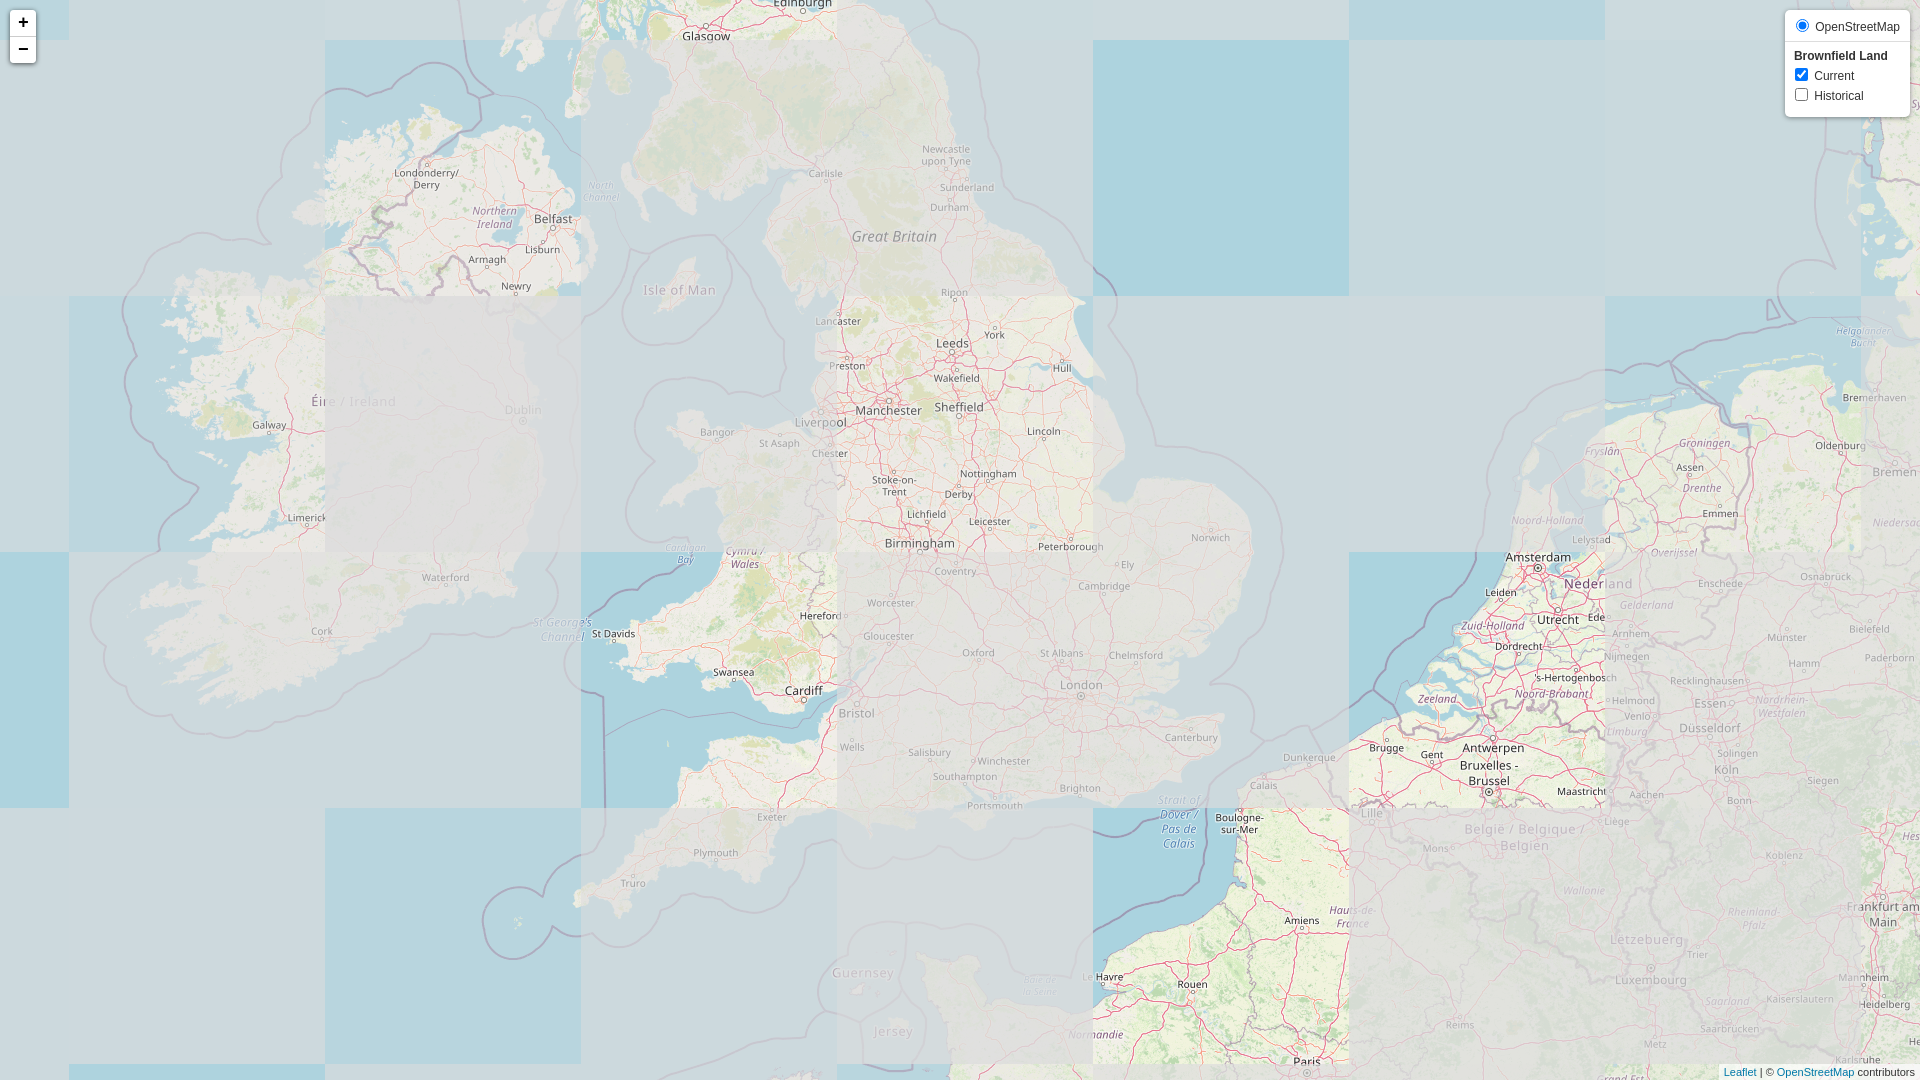 +
−
OpenStreetMap
Brownfield Land
Current
Historical
Edinburgh
Glasgow
Londonderry/
Derry
Northern
Ireland
Belfast
Lisburn
Armagh
Newry
North
Channel
Newcastle
upon Tyne
Carlisle
Sunderland
Durham
Great Britain
Isle of Man
Ripon
Lancaster
York
Leeds
Preston
Hull
Wakefield
Manchester
Sheffield
Liverpool
Lincoln
Bangor
St Asaph
Chester
Nottingham
Stoke-on-
Trent
Derby
Lichfield
Leicester
Birmingham
Peterborough
Norwich
Éire / Ireland
Dublin
Galway
Limerick
Waterford
Cork
St George's
Channel
Cardigan
Bay
Cymru /
Wales
St Davids
Hereford
Swansea
Cardiff
Coventry
Ely
Cambridge
Worcester
Gloucester
Oxford
St Albans
Chelmsford
London
Bristol
Wells
Salisbury
Winchester
Canterbury
Southampton
Portsmouth
Brighton
Exeter
Plymouth
Truro
Strait of
Dover /
Pas de
Calais
Dunkerque
Calais
Boulogne-
sur-Mer
Lille
Guernsey
Jersey
Baie de
la Seine
Le Havre
Rouen
Amiens
Hauts-de-
France
Normandie
Paris
Reims
Helgoländer
Bucht
Bremerhaven
Groningen
Oldenburg
Fryslân
Assen
Drenthe
Bremen
Emmen
Noord-Holland
Lelystad
Niedersac
Overijssel
Amsterdam
Nederland
Enschede
Osnabrück
Leiden
Gelderland
Zuid-Holland
Utrecht
Ede
Arnhem
Münster
Bielefeld
Dordrecht
Nijmegen
Hamm
Paderborn
's-Hertogenbosch
Recklinghausen
Zeeland
Noord-Brabant
Helmond
Essen
Nordrhein-
Westfalen
Venlo
Limburg
Düsseldorf
Brugge
Gent
Antwerpen
Solingen
Bruxelles -
Brussel
Köln
Siegen
Maastricht
Aachen
Bonn
Liège
België / Belgique /
Belgien
Mons
Koblenz
Hes
Wallonie
Frankfurt am
Main
Rheinland-
Pfalz
Lëtzebuerg
Trier
Luxembourg
Mannheim
Kaiserslautern
Heidelberg
Saarland
Saarbrücken
Metz
Karlsruhe
Grand Est
Leaflet | © OpenStreetMap contributors